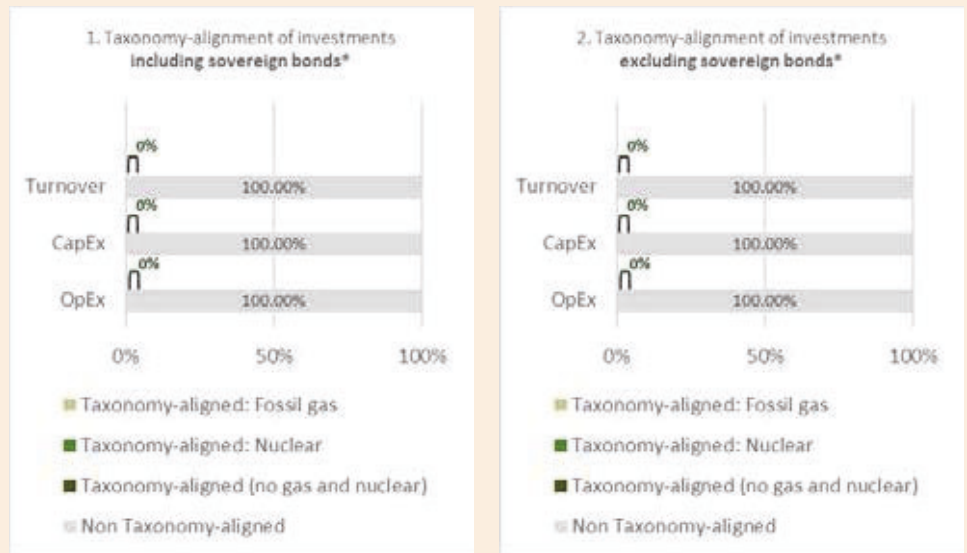 1. Taxonomy-alignment of investments
including sovereign bonds*
0%
Turnover
100.00%
0%
CapEx
100.00%
0%
OpEx
100.00%
0%
50%
100%
Taxonomy-aligned: Fossil gas
Taxonomy-aligned: Nuclear
Taxonomy-aligned (no gas and nuclear)
Non Taxonomy-aligned
2. Taxonomy-alignment of investments
excluding sovereign bonds*
0%
Turnover
100.00%
0%
CapEx
100.00%
0%
OpEx
100.00%
0%
50%
100%
Taxonomy-aligned: Fossil gas
Taxonomy-aligned: Nuclear
Taxonomy-aligned (no gas and nuclear)
Non Taxonomy-aligned